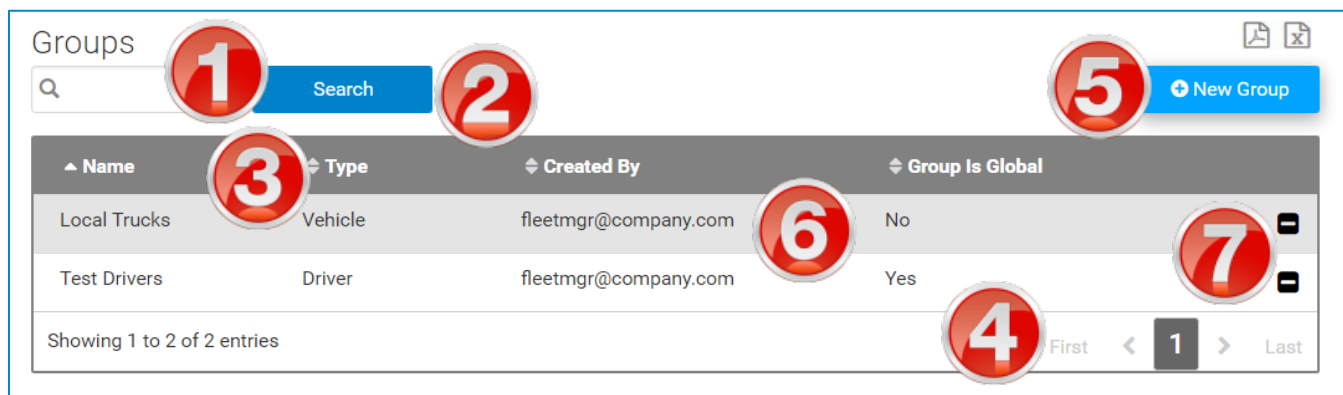 Groups
1 Search 2 5 New Group
Name 3 Type Created By Group Is Global
Local Trucks Vehicle fleetmgr@company.com 6 No 7
Test Drivers Driver fleetmgr@company.com Yes
Showing 1 to 2 of 2 entries 4 First < 1 > Last